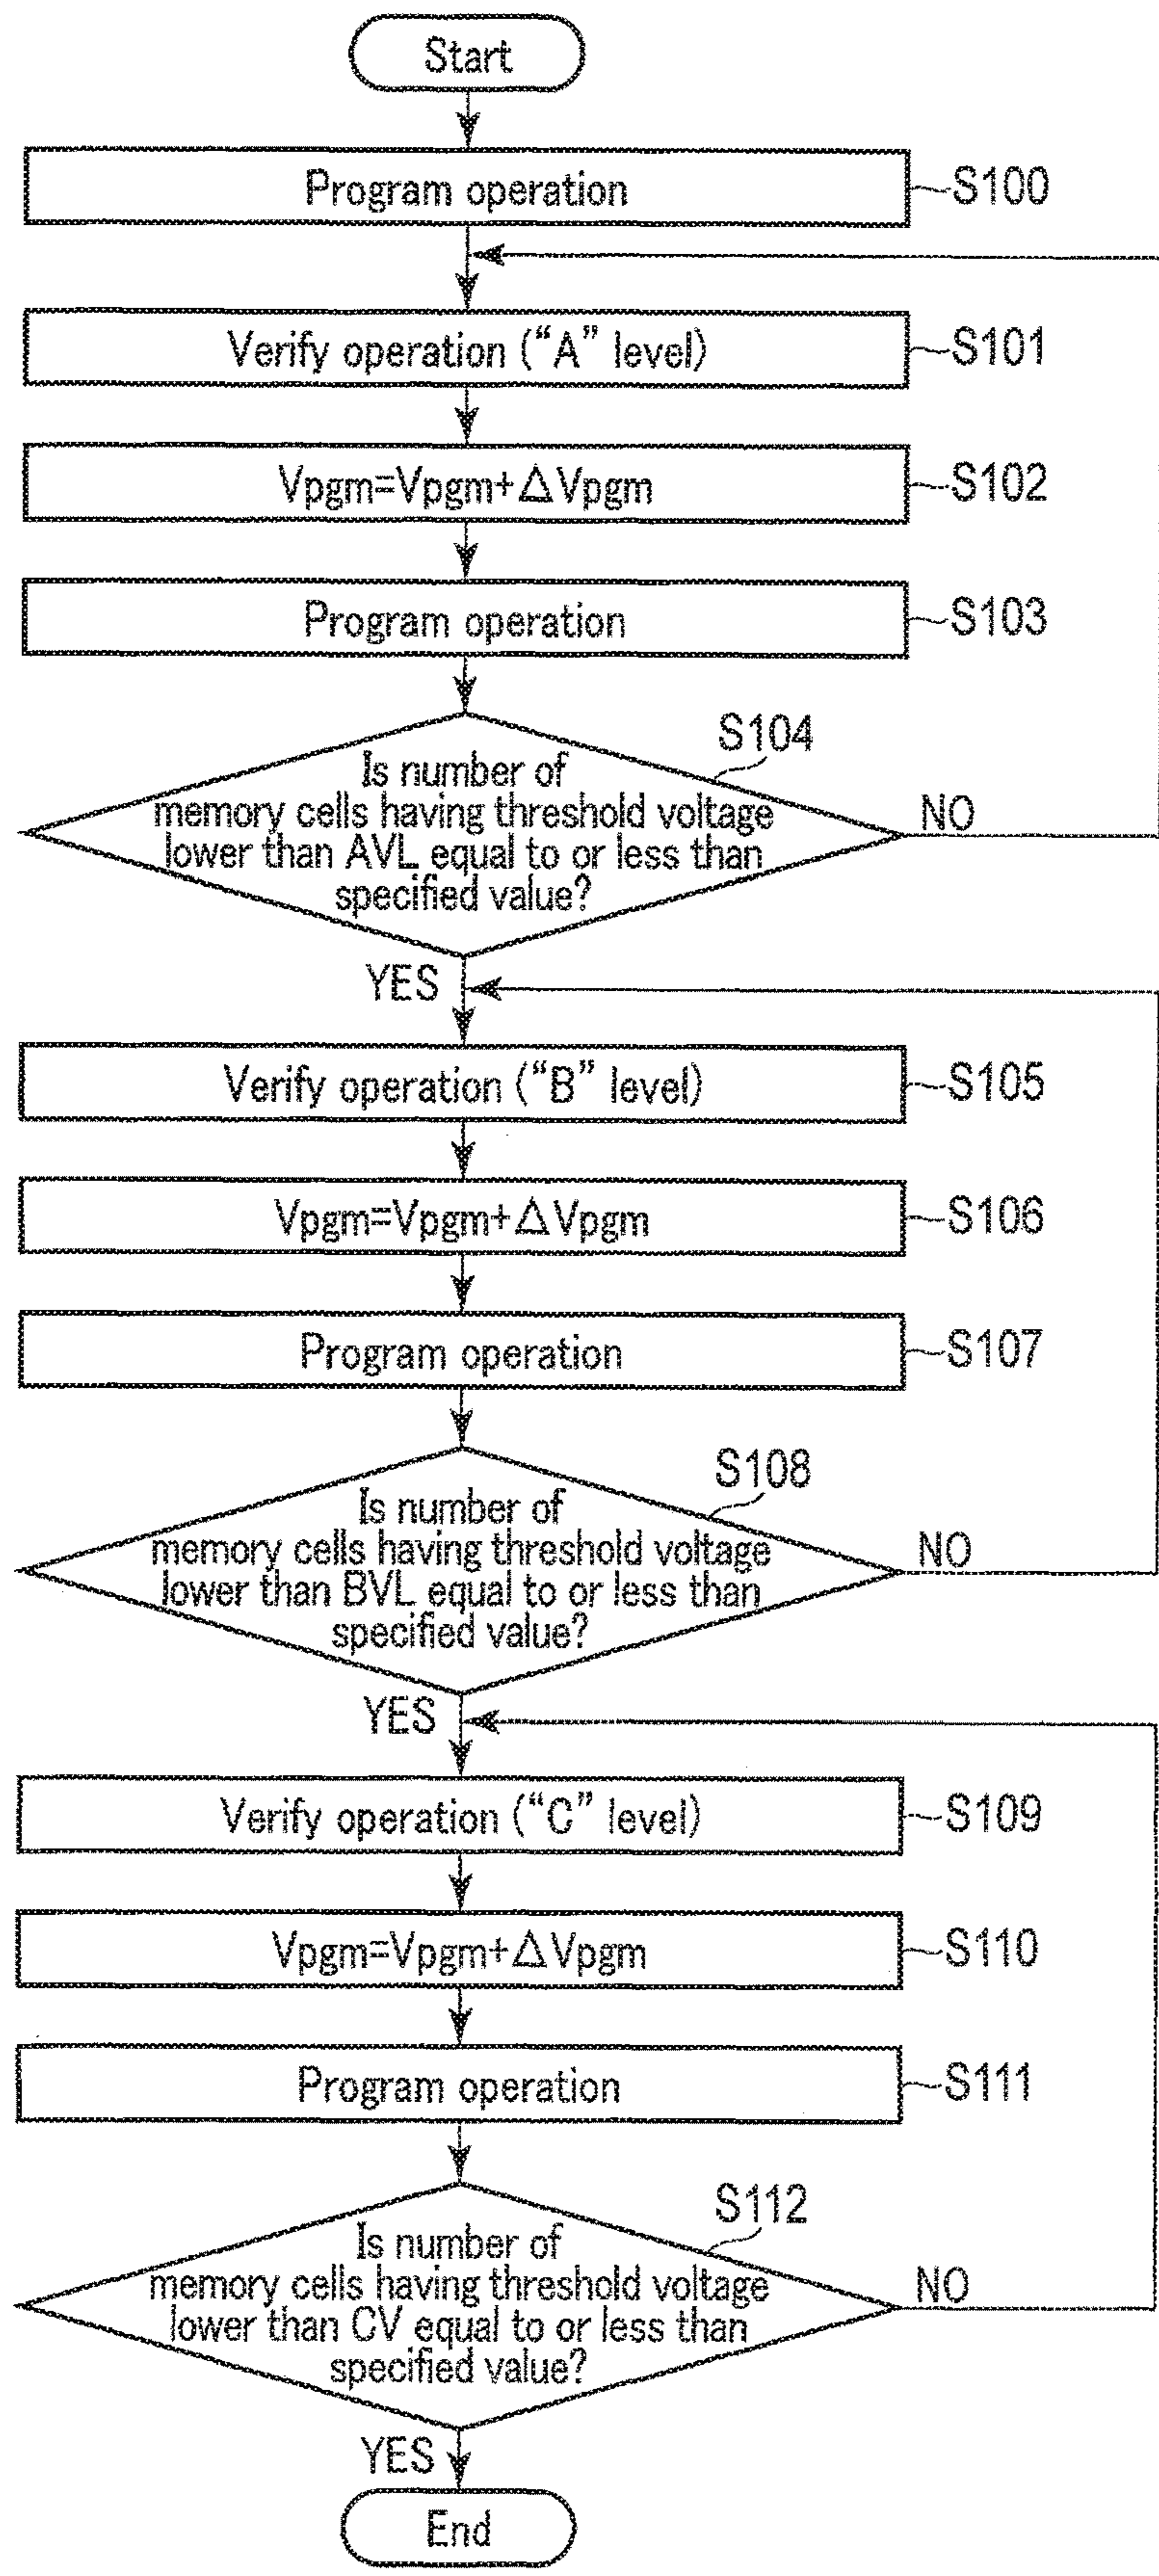 Start
Program operation
S100
Verify operation (“A” level)
S101
Vpgm=Vpgm+ΔVpgm
S102
Program operation
S103
S104
Is number of
memory cells having threshold voltage
lower than AVL equal to or less than
specified value?
NO
YES
Verify operation (“B” level)
S105
Vpgm=Vpgm+ΔVpgm
S106
Program operation
S107
S108
Is number of
memory cells having threshold voltage
lower than BVL equal to or less than
specified value?
NO
YES
Verify operation (“C” level)
S109
Vpgm=Vpgm+ΔVpgm
S110
Program operation
S111
S112
Is number of
memory cells having threshold voltage
lower than CV equal to or less than
specified value?
NO
YES
End